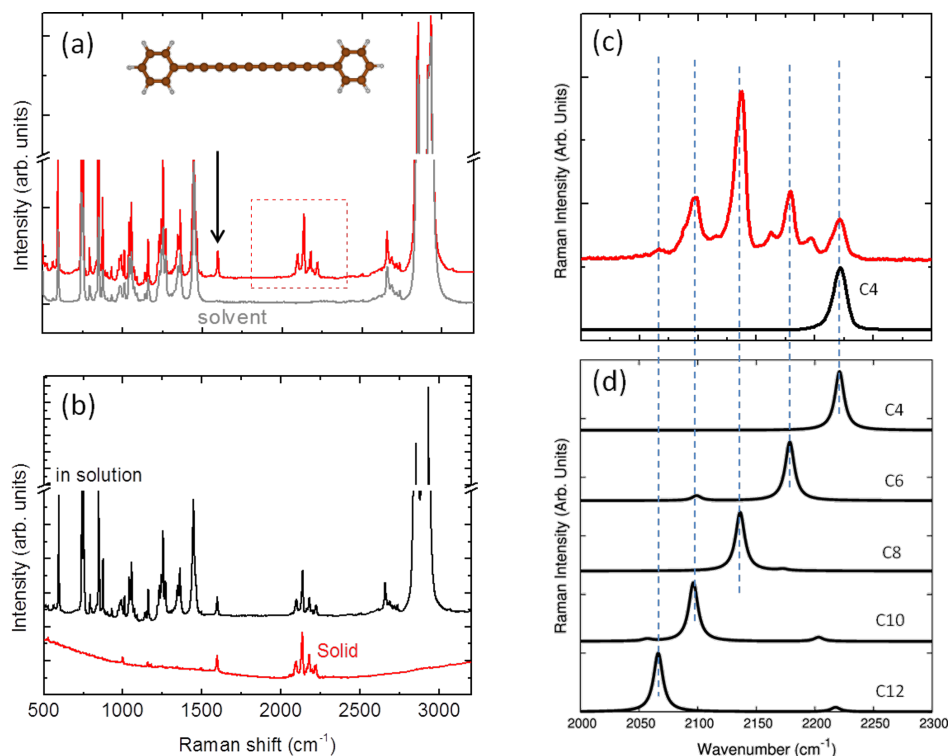 (a)
Intensity (arb. units)
solvent
(b)
Intensity (arb. units)
in solution
Solid
500 1000 1500 2000 2500 3000
Raman shift (cm-1)
(c)
Raman Intensity (Arb. Units)
C4
(d)
Raman Intensity (Arb. Units)
C4
C6
C8
C10
C12
2000 2050 2100 2150 2200 2250 2300
Wavenumber (cm-1)